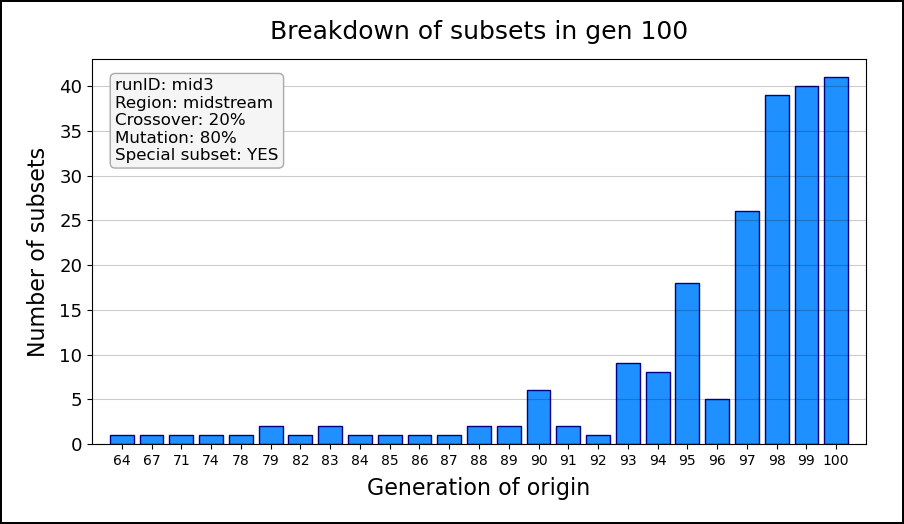 Breakdown of subsets in gen 100
runID: mid3
Region: midstream
Crossover: 20%
Mutation: 80%
Special subset: YES
Number of subsets
40
35
30
25
20
15
10
5
0
64 67 71 74 78 79 82 83 84 85 86 87 88 89 90 91 92 93 94 95 96 97 98 99 100
Generation of origin